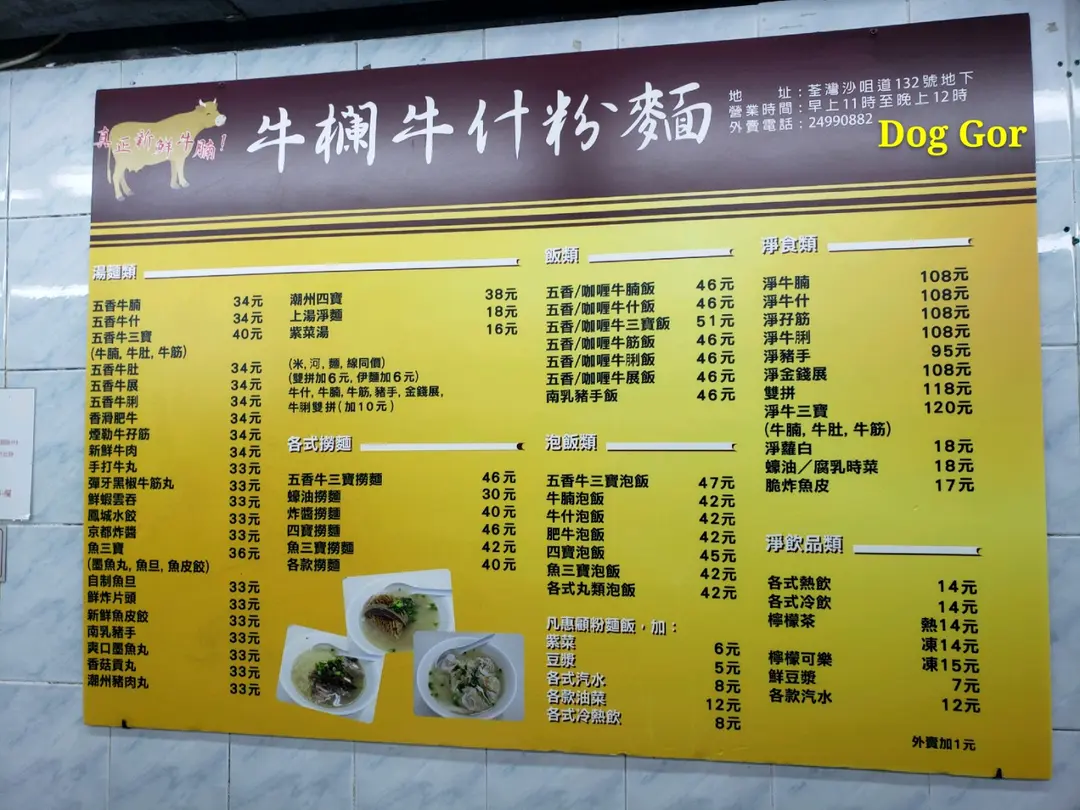 真正新鮮牛腩!
牛欄牛什粉麵
地　　址：荃灣沙咀道132號地下
營業時間：早上11時至晚上12時
外賣電話：24990882
Dog Gor
湯麵類
五香牛腩 34元
五香牛什 34元
五香牛三寶 40元
(牛腩, 牛肚, 牛筋)
五香牛肚 34元
五香牛展 34元
五香牛脷 34元
香滑肥牛 34元
煙韌牛孖筋 34元
新鮮牛肉 34元
手打牛丸 33元
彈牙黑椒牛筋丸 33元
鮮蝦雲吞 33元
鳳城水餃 33元
京都炸醬 33元
魚三寶 36元
(墨魚丸, 魚旦, 魚皮餃)
自制魚旦 33元
鮮炸片頭 33元
新鮮魚皮餃 33元
南乳豬手 33元
爽口墨魚丸 33元
香菇貢丸 33元
潮州豬肉丸 33元
潮州四寶 38元
上湯淨麵 18元
紫菜湯 16元
(米, 河, 麵, 線同價)
(雙拼加6元, 伊麵加6元)
牛什, 牛腩, 牛筋, 豬手, 金錢展,
牛脷雙拼(加10元)
各式撈麵
五香牛三寶撈麵 46元
蠔油撈麵 30元
炸醬撈麵 40元
四寶撈麵 46元
魚三寶撈麵 42元
各款撈麵 40元
飯類
五香/咖喱牛腩飯 46元
五香/咖喱牛什飯 46元
五香/咖喱牛三寶飯 51元
五香/咖喱牛筋飯 46元
五香/咖喱牛脷飯 46元
五香/咖喱牛展飯 46元
南乳豬手飯 46元
泡飯類
五香牛三寶泡飯 47元
牛腩泡飯 42元
牛什泡飯 42元
肥牛泡飯 42元
四寶泡飯 45元
魚三寶泡飯 42元
各式丸類泡飯 42元
凡惠顧粉麵飯，加：
紫菜 6元
豆漿 5元
各式汽水 8元
各款油菜 12元
各式冷熱飲 8元
淨食類
淨牛腩 108元
淨牛什 108元
淨孖筋 108元
淨牛脷 108元
淨豬手 95元
淨金錢展 108元
雙拼 118元
淨牛三寶 120元
(牛腩, 牛肚, 牛筋)
淨蘿白 18元
蠔油／腐乳時菜 18元
脆炸魚皮 17元
淨飲品類
各式熱飲 14元
各式冷飲 14元
檸檬茶 熱14元
凍14元
檸檬可樂 凍15元
鮮豆漿 7元
各款汽水 12元
外賣加1元